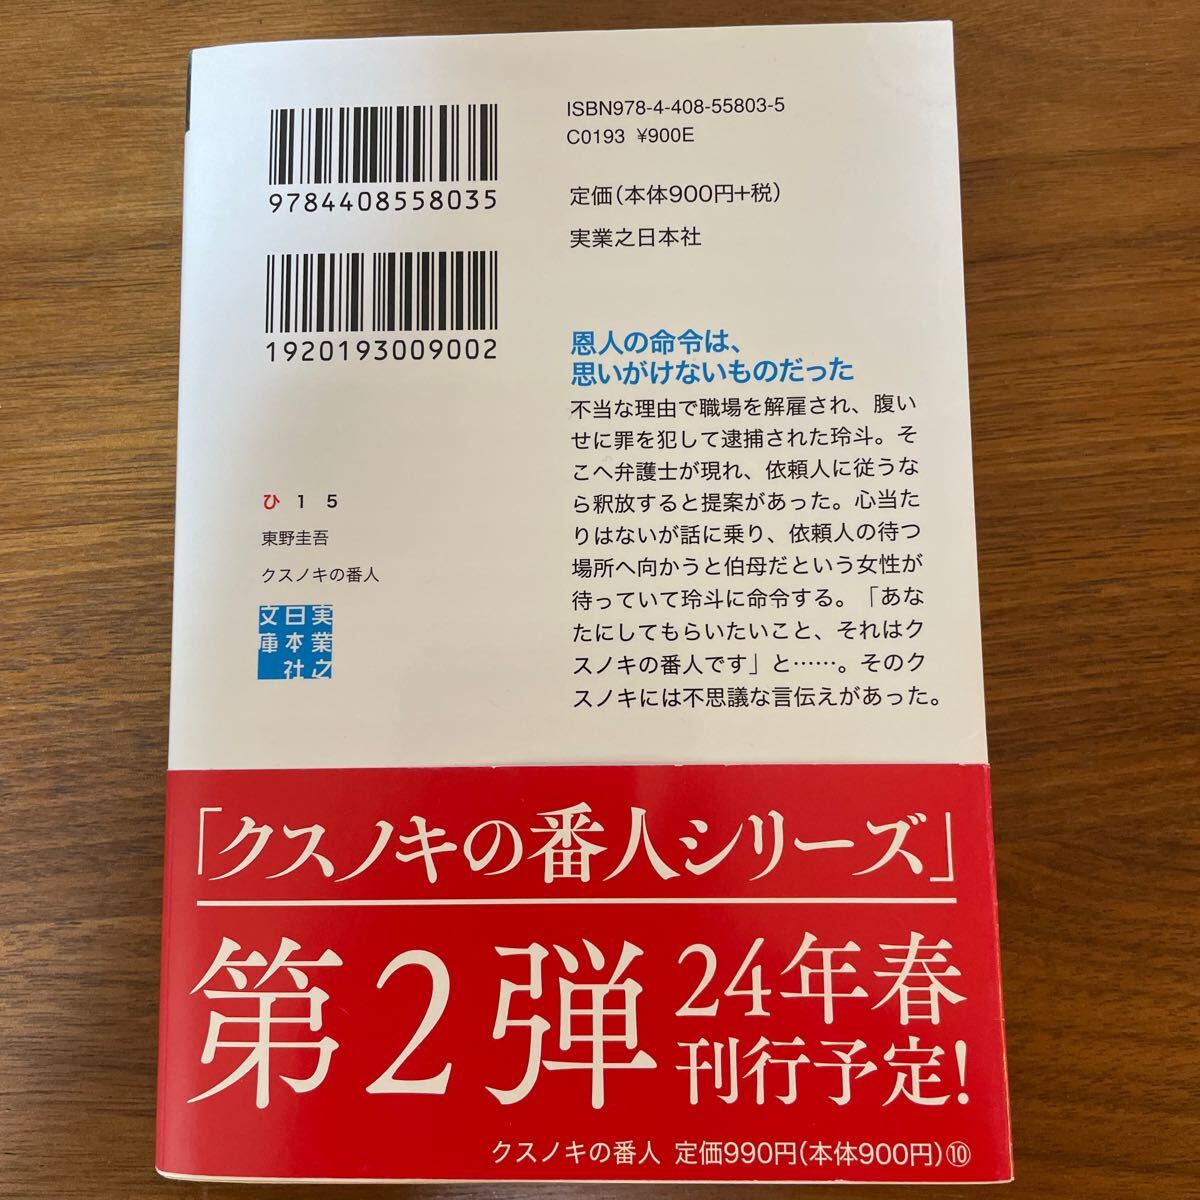 ISBN978-4-408-55803-5
C0193 ¥900E
9784408558035
定価(本体900円+税)
実業之日本社
1920193009002
恩人の命令は、
思いがけないものだった
不当な理由で職場を解雇され、腹い
せに罪を犯して逮捕された玲斗。そ
こへ弁護士が現れ、依頼人に従うな
ら釈放すると提案があった。心当た
りはないが話に乗り、依頼人の待つ
場所へ向かうと伯母だという女性が
待っていて玲斗に命令する。「あな
たにしてもらいたいこと、それはク
スノキの番人です」と……。そのク
スノキには不思議な言伝えがあった。
ひ 1 5
東野圭吾
クスノキの番人
実業之
日本社
文庫
「クスノキの番人シリーズ」
第2弾
24年春
刊行予定!
クスノキの番人 定価990円(本体900円)⑩